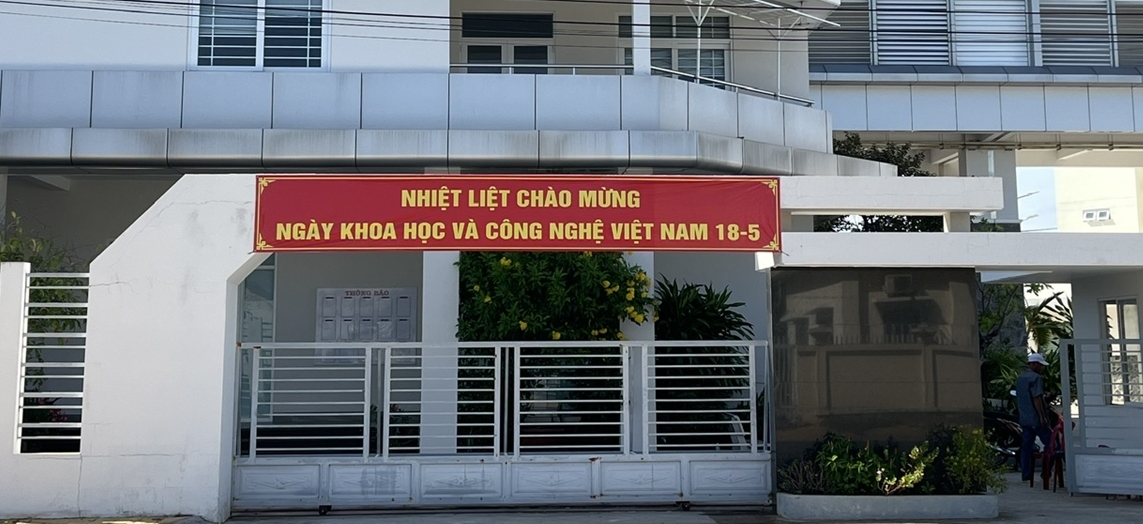 NHIỆT LIỆT CHÀO MỪNG
NGÀY KHOA HỌC VÀ CÔNG NGHỆ VIỆT NAM 18-5
THÔNG BÁO